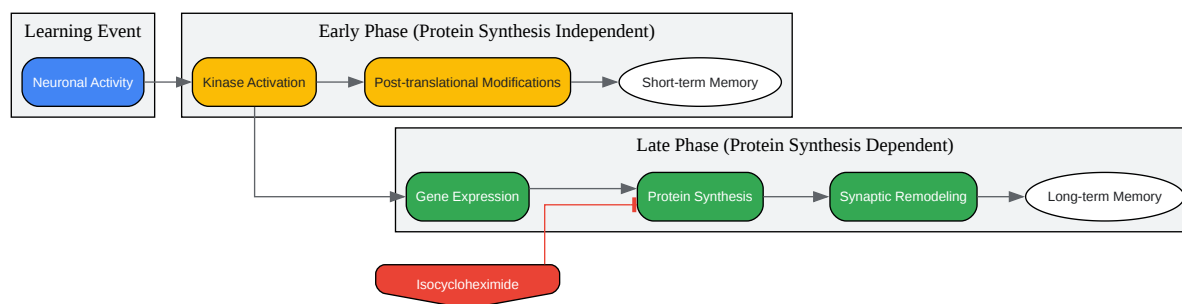 Learning Event
Early Phase (Protein Synthesis Independent)
Neuronal Activity
Kinase Activation
Post-translational Modifications
Short-term Memory
Late Phase (Protein Synthesis Dependent)
Gene Expression
Protein Synthesis
Synaptic Remodeling
Long-term Memory
Isocycloheximide